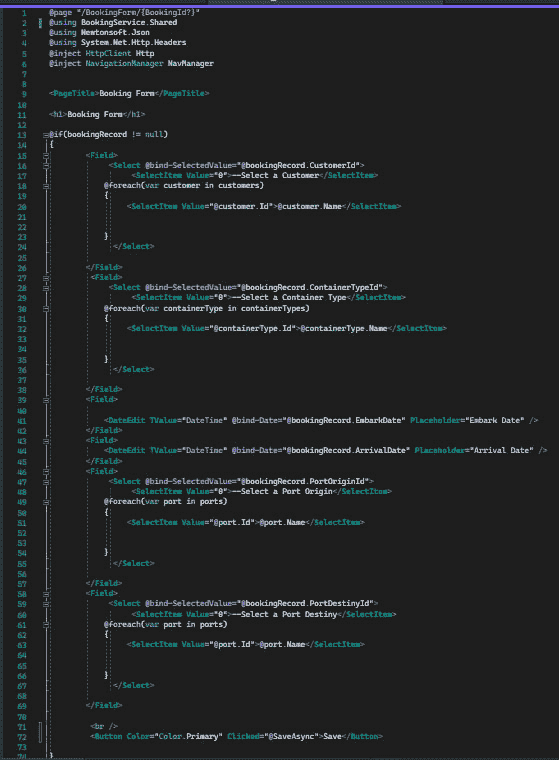 1 @page "/BookingForm/{BookingId?}"
2 @using BookingService.Shared
3 @using Newtonsoft.Json
4 @using System.Net.Http.Headers
5 @inject HttpClient Http
6 @inject NavigationManager NavManager
7
8
9 <PageTitle>Booking Form</PageTitle>
10
11 <h1>Booking Form</h1>
12
13 @if(bookingRecord != null)
14 {
15 <Field>
16 <Select @bind-SelectedValue="@bookingRecord.CustomerId">
17 <SelectItem Value="0">--Select a Customer</SelectItem>
18 @foreach(var customer in customers)
19 {
20 <SelectItem Value="@customer.Id">@customer.Name</SelectItem>
21
22
23 }
24 </Select>
25
26 </Field>
27 <Field>
28 <Select @bind-SelectedValue="@bookingRecord.ContainerTypeId">
29 <SelectItem Value="0">--Select a Container Type</SelectItem>
30 @foreach(var containerType in containerTypes)
31 {
32 <SelectItem Value="@containerType.Id">@containerType.Name</SelectItem>
33
34
35 }
36 </Select>
37
38 </Field>
39 <Field>
40
41 <DateEdit TValue="DateTime" @bind-Date="@bookingRecord.EmbarkDate" Placeholder="Embark Date" />
42 </Field>
43 <Field>
44 <DateEdit TValue="DateTime" @bind-Date="@bookingRecord.ArrivalDate" Placeholder="Arrival Date" />
45 </Field>
46 <Field>
47 <Select @bind-SelectedValue="@bookingRecord.PortOriginId">
48 <SelectItem Value="0">--Select a Port Origin</SelectItem>
49 @foreach(var port in ports)
50 {
51 <SelectItem Value="@port.Id">@port.Name</SelectItem>
52
53
54 }
55 </Select>
56
57 </Field>
58 <Field>
59 <Select @bind-SelectedValue="@bookingRecord.PortDestinyId">
60 <SelectItem Value="0">--Select a Port Destiny</SelectItem>
61 @foreach(var port in ports)
62 {
63 <SelectItem Value="@port.Id">@port.Name</SelectItem>
64
65
66 }
67 </Select>
68
69 </Field>
70
71 <br />
72 <Button Color="Color.Primary" Clicked="@SaveAsync">Save</Button>
73
74 }